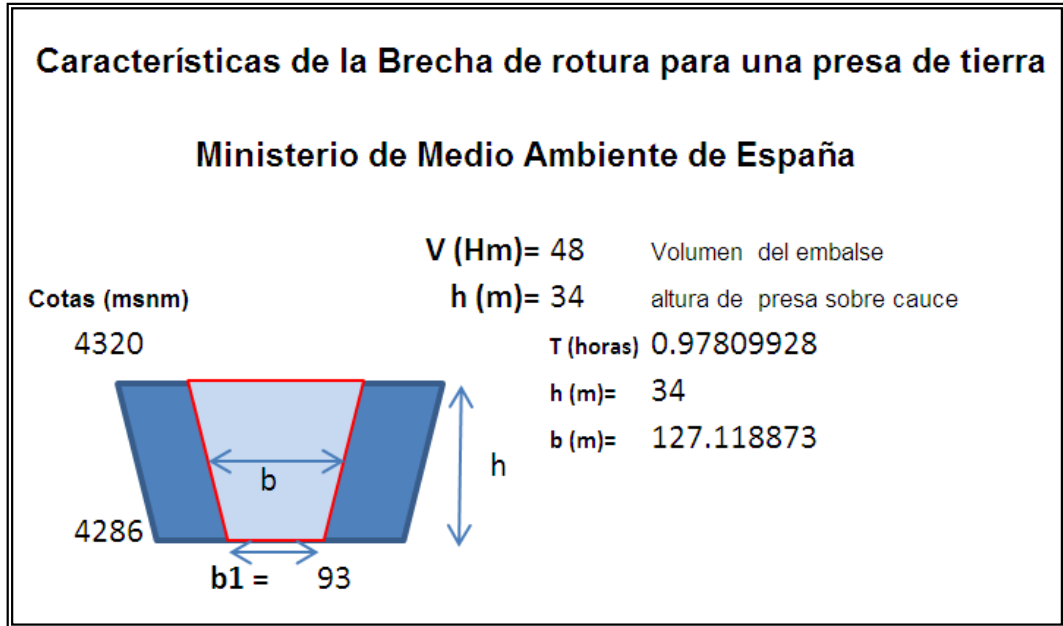 Características de la Brecha de rotura para una presa de tierra
Ministerio de Medio Ambiente de España
V (Hm)= 48 Volumen del embalse
Cotas (msnm) h (m)= 34 altura de presa sobre cauce
4320 T (horas) 0.97809928
h (m)= 34
b (m)= 127.118873
b h
4286
b1 = 93